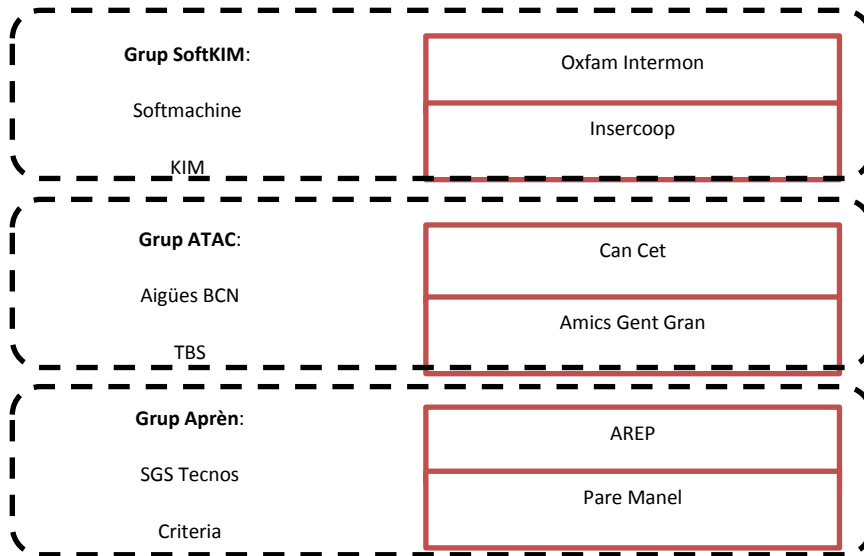 Grup SoftKIM:
Softmachine
KIM
Oxfam Intermon
Insercoop
Grup ATAC:
Aigües BCN
TBS
Can Cet
Amics Gent Gran
Grup Aprèn:
SGS Tecnos
Criteria
AREP
Pare Manel